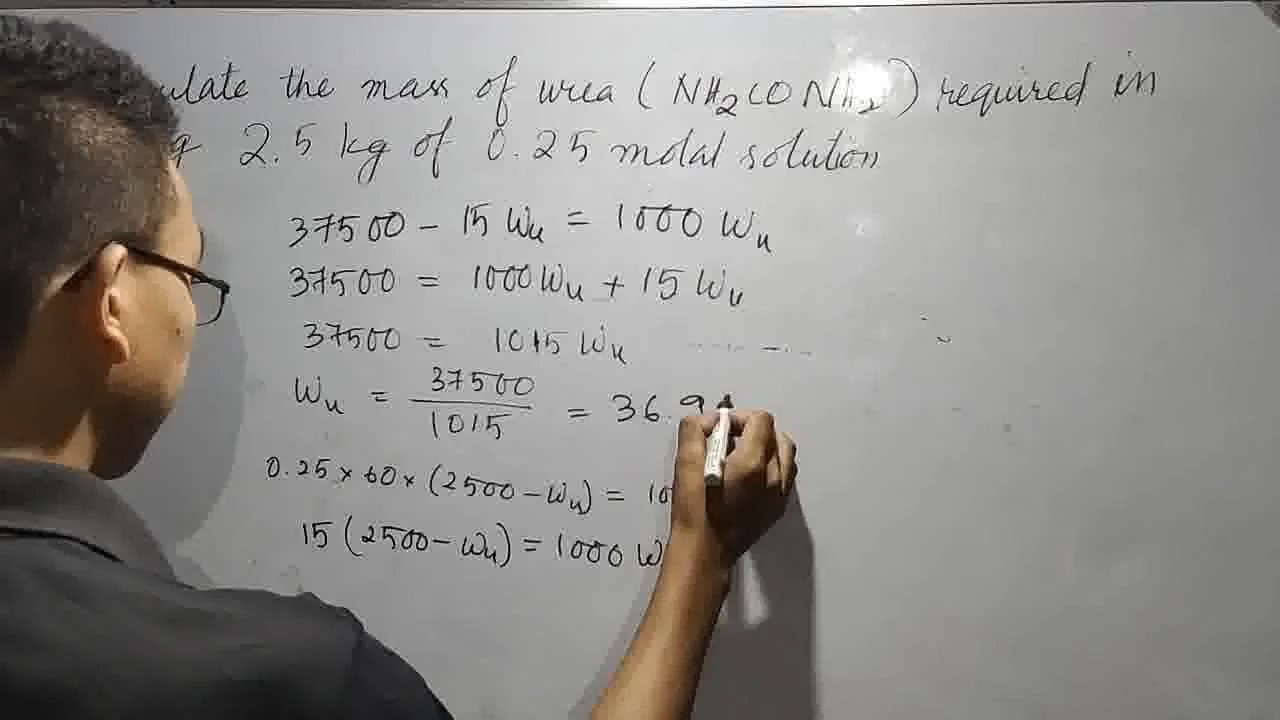 ulate the mass of urea (NH2CONH2) required in
2.5 kg of 0.25 molal solution
37500 - 15 Wu = 1000 Wu
37500 = 1000 Wu + 15 Wu
37500 = 1015 Wu
Wu = 37500/1015 = 36.9
0.25 × 60 × (2500 - Wu) = 10
15 (2500 - Wu) = 1000 W